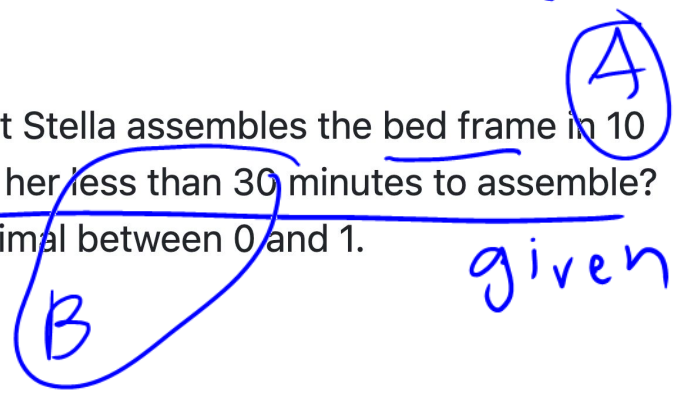 A
t Stella assembles the bed frame in 10
her less than 30 minutes to assemble?
imal between 0 and 1.
given
B